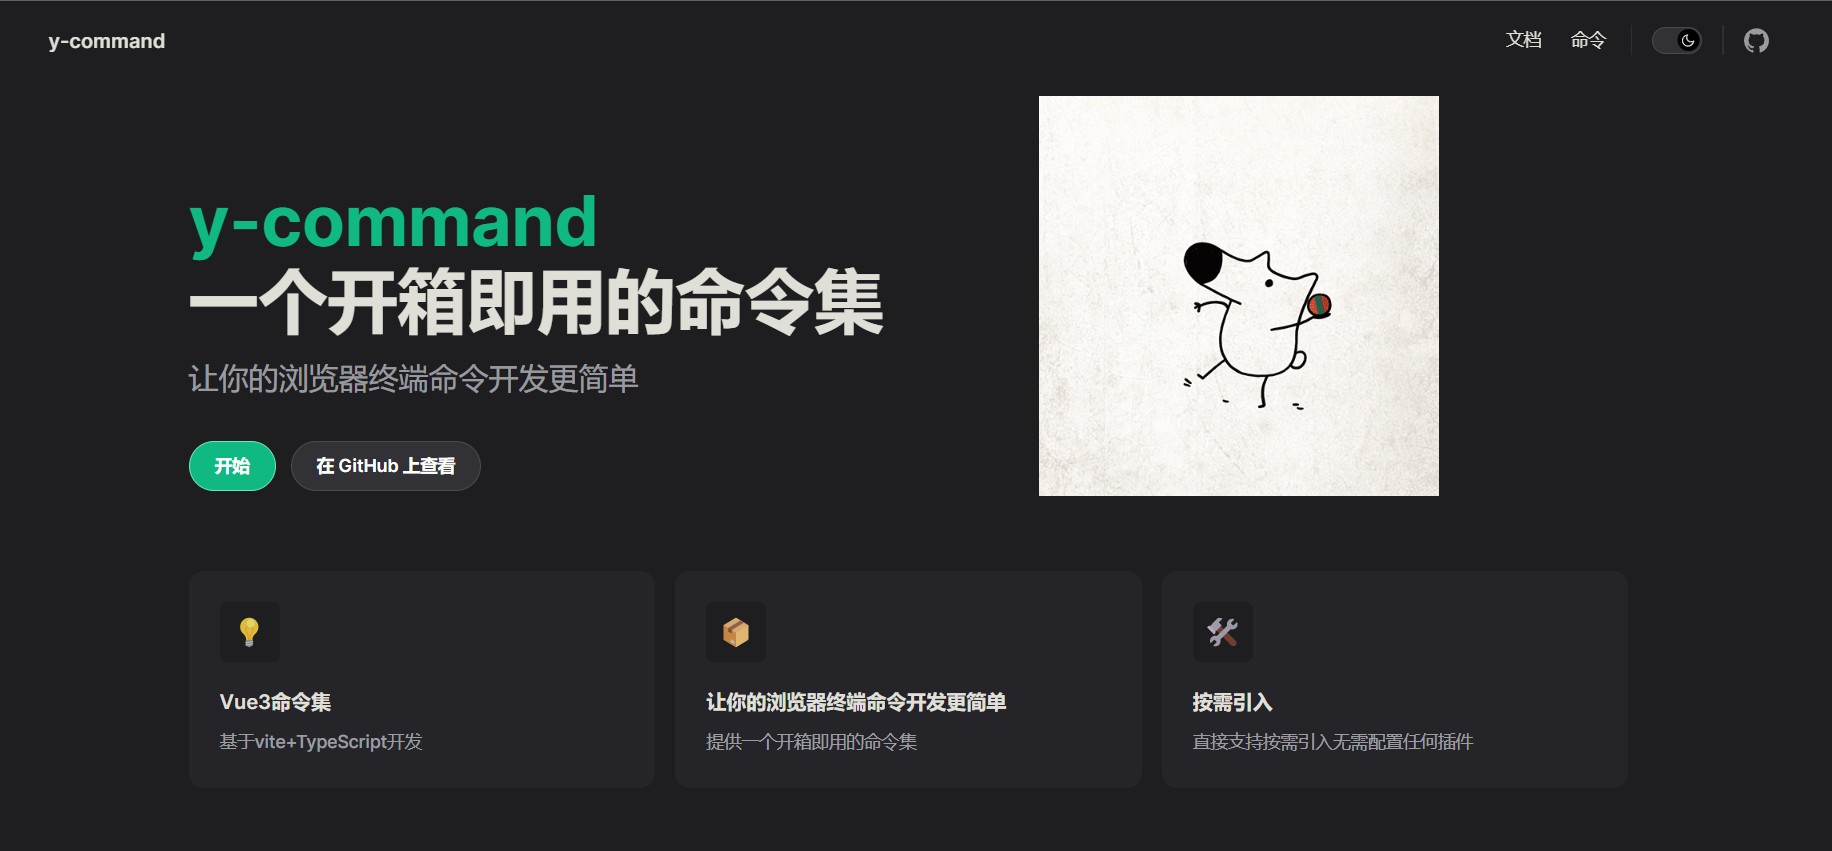 y-command
文档 命令
y-command
一个开箱即用的命令集
让你的浏览器终端命令开发更简单
开始 在 GitHub 上查看
Vue3命令集
基于vite+TypeScript开发
让你的浏览器终端命令开发更简单
提供一个开箱即用的命令集
按需引入
直接支持按需引入无需配置任何插件